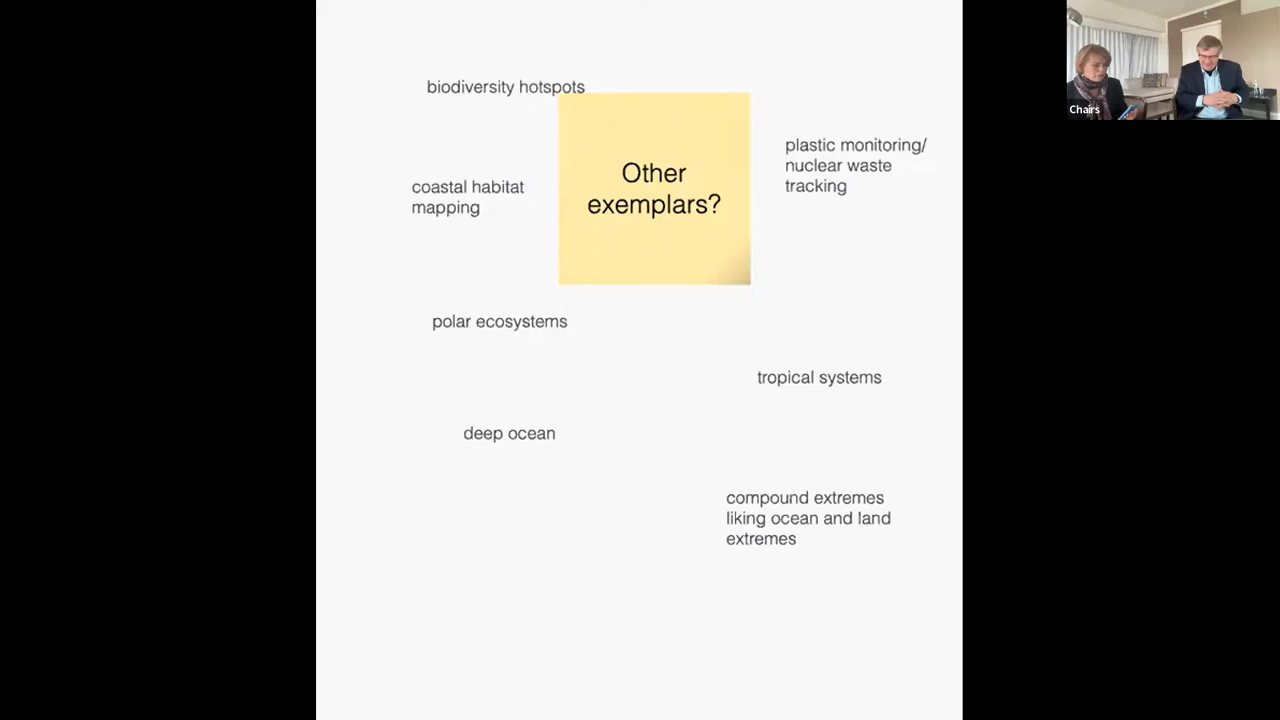 biodiversity hotspots
Other
exemplars?
plastic monitoring/
nuclear waste
tracking
coastal habitat
mapping
polar ecosystems
tropical systems
deep ocean
compound extremes
liking ocean and land
extremes
Chairs